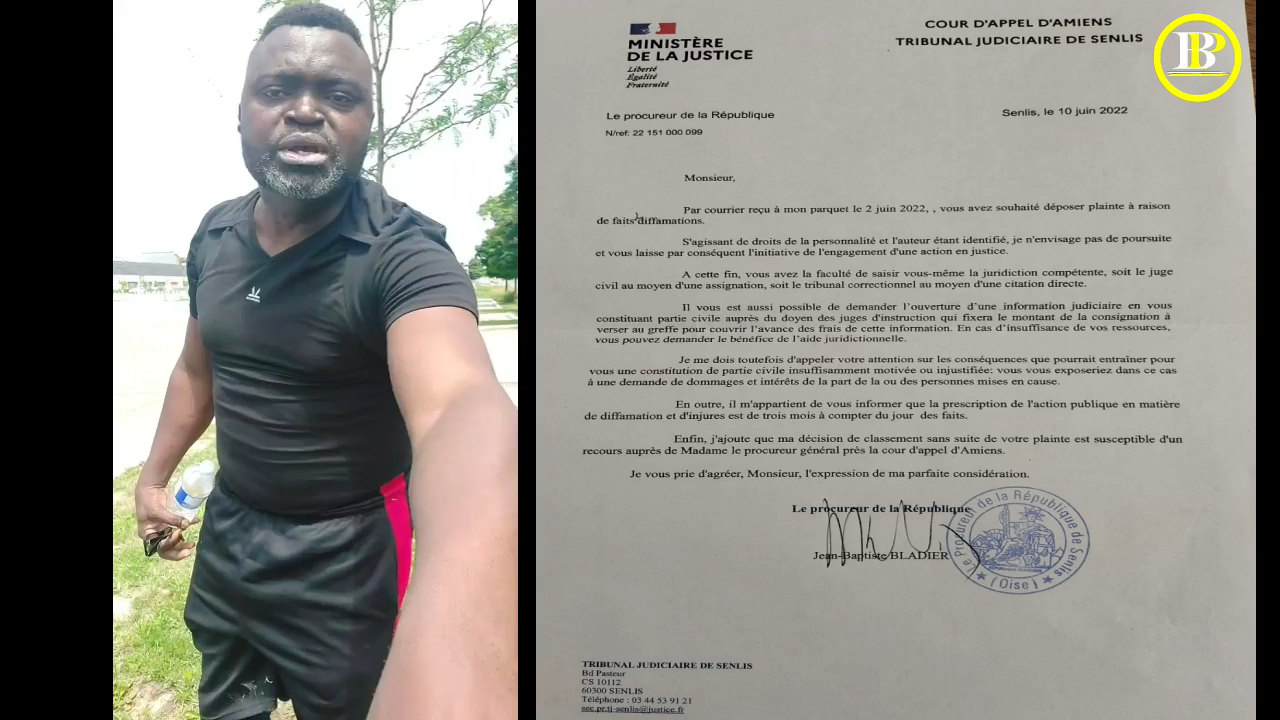 MINISTÈRE
DE LA JUSTICE
Liberté
Égalité
Fraternité
COUR D'APPEL D'AMIENS
TRIBUNAL JUDICIAIRE DE SENLIS
BP
Le procureur de la République
N/ref: 22 151 000 099
Senlis, le 10 juin 2022
Monsieur,
Par courrier reçu à mon parquet le 2 juin 2022, , vous avez souhaité déposer plainte à raison
de faits diffamations.
S'agissant de droits de la personnalité et l'auteur étant identifié, je n'envisage pas de poursuite
et vous laisse par conséquent l'initiative de l'engagement d'une action en justice.
A cette fin, vous avez la faculté de saisir vous-même la juridiction compétente, soit le juge
civil au moyen d'une assignation, soit le tribunal correctionnel au moyen d'une citation directe.
Il vous est aussi possible de demander l'ouverture d'une information judiciaire en vous
constituant partie civile auprès du doyen des juges d'instruction qui fixera le montant de la consignation à
verser au greffe pour couvrir l'avance des frais de cette information. En cas d'insuffisance de vos ressources,
vous pouvez demander le bénéfice de l'aide juridictionnelle.
Je me dois toutefois d'appeler votre attention sur les conséquences que pourrait entraîner pour
vous une constitution de partie civile insuffisamment motivée ou injustifiée: vous vous exposeriez dans ce cas
à une demande de dommages et intérêts de la part de la ou des personnes mises en cause.
En outre, il m'appartient de vous informer que la prescription de l'action publique en matière
de diffamation et d'injures est de trois mois à compter du jour des faits.
Enfin, j'ajoute que ma décision de classement sans suite de votre plainte est susceptible d'un
recours auprès de Madame le procureur général près la cour d'appel d'Amiens.
Je vous prie d'agréer, Monsieur, l'expression de ma parfaite considération.
Le procureur de la République
Jean-Baptiste BLADIER
Le Procureur de la République de Senlis
(Oise)
TRIBUNAL JUDICIAIRE DE SENLIS
Bd Pasteur
CS 10112
60300 SENLIS
Téléphone : 03 44 53 91 21
sec.pr.tj-senlis@justice.fr